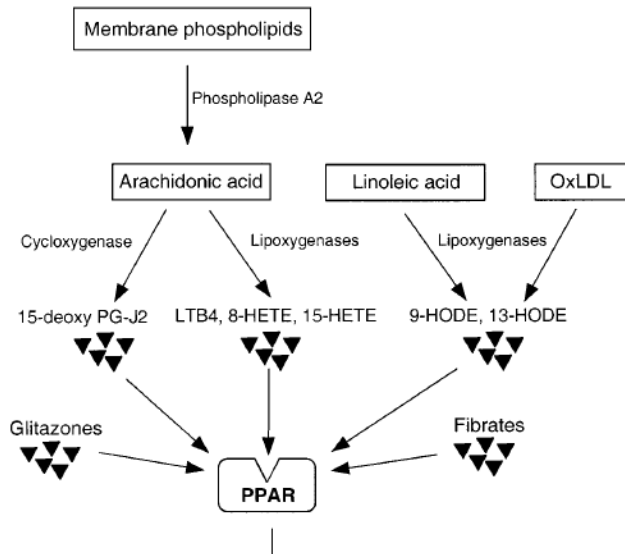 Membrane phospholipids
Phospholipase A2
Arachidonic acid
Linoleic acid
OxLDL
Cycloxygenase
Lipoxygenases
Lipoxygenases
15-deoxy PG-J2
LTB4, 8-HETE, 15-HETE
9-HODE, 13-HODE
Glitazones
Fibrates
PPAR